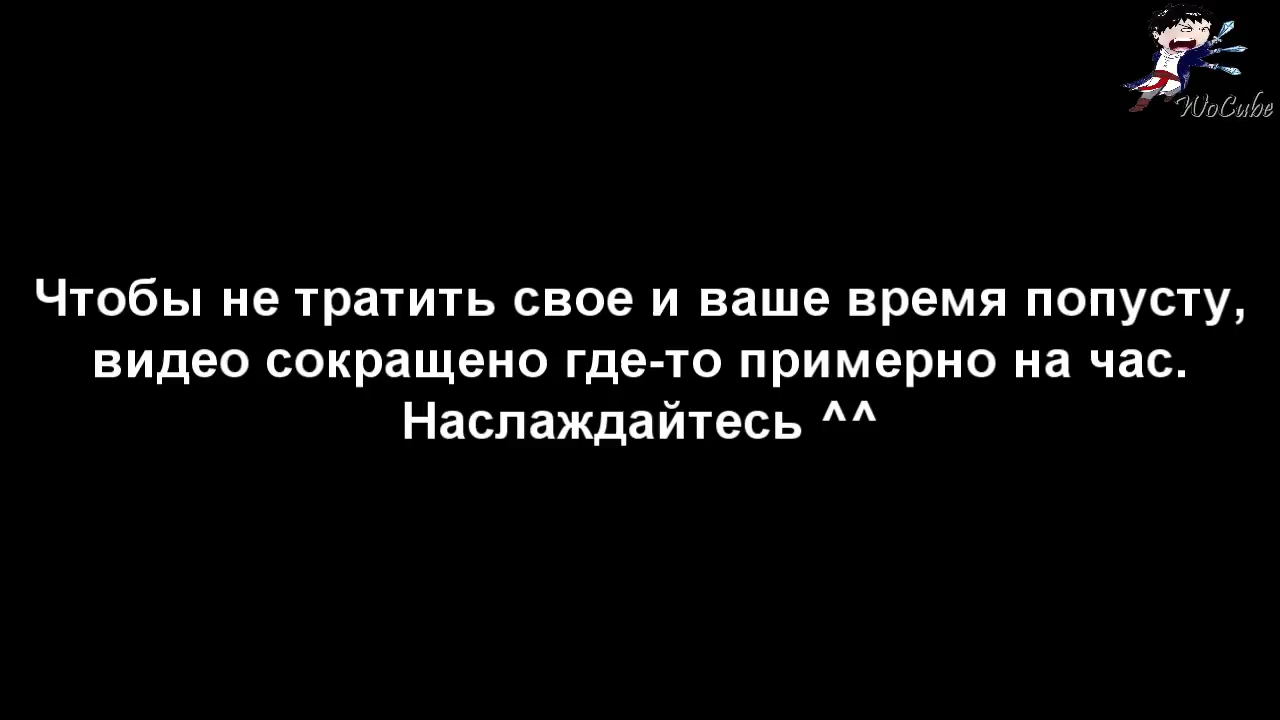 WoCube
Чтобы не тратить свое и ваше время попусту,
видео сокращено где-то примерно на час.
Наслаждайтесь ^^